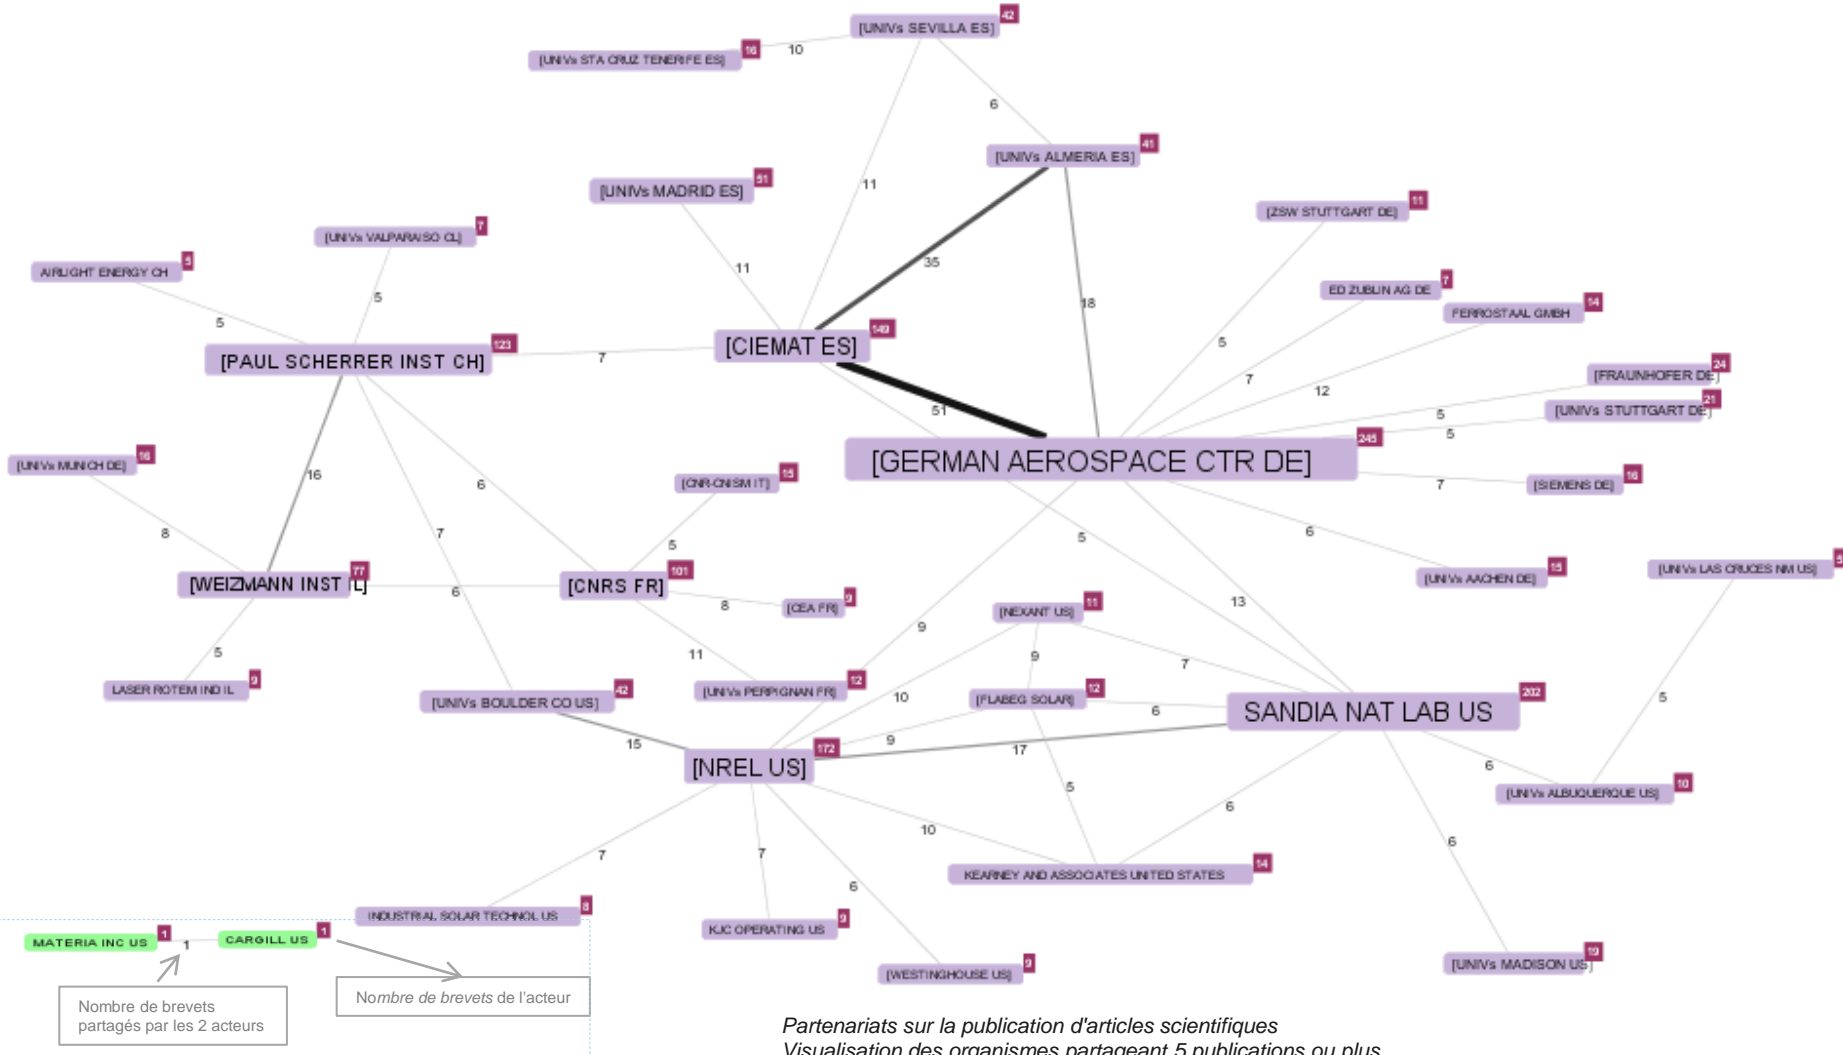 [UNIVs SEVILLA ES] 42
[UNIVs STA CRUZ TENERIFE ES] 16
10
6
[UNIVs ALMERIA ES] 41
[UNIVs MADRID ES] 51
11
[ZSW STUTTGART DE] 11
[UNIVs VALPARAISO CL] 7
AIRLIGHT ENERGY CH 5
11
35
ED ZUBLIN AG DE 7
FERROSTAAL GMBH 14
5
18
5
[PAUL SCHERRER INST CH] 123
7
[CIEMAT ES] 149
5
7
12
[FRAUNHOFER DE] 24
[UNIVs STUTTGART DE] 21
51
5
5
[GERMAN AEROSPACE CTR DE] 245
[UNIVs MUNICH DE] 16
16
6
[CNR-CNISM IT] 15
7
[SIEMENS DE] 16
8
7
5
5
6
[WEIZMANN INST IL] 77
6
[CNRS FR] 101
8
[CEA FR] 9
[UNIVs AACHEN DE] 15
[UNIVs LAS CRUCES NM US] 5
13
[NEXANT US] 11
9
5
11
9
7
LASER ROTEM IND IL 9
[UNIVs BOULDER CO US] 42
[UNIVs PERPIGNAN FR] 12
10
[FLABEG SOLAR] 12
6
SANDIA NAT LAB US 202
5
15
9
17
[NREL US] 172
6
5
[UNIVs ALBUQUERQUE US] 10
6
10
6
7
7
KEARNEY AND ASSOCIATES UNITED STATES 14
6
INDUSTRIAL SOLAR TECHNOL US 8
KJC OPERATING US 9
[WESTINGHOUSE US] 9
[UNIVs MADISON US] 19
MATERIA INC US 1
1
CARGILL US 1
Nombre de brevets
partagés par les 2 acteurs
Nombre de brevets de l'acteur
Partenariats sur la publication d'articles scientifiques
Visualisation des organismes partageant 5 publications ou plus